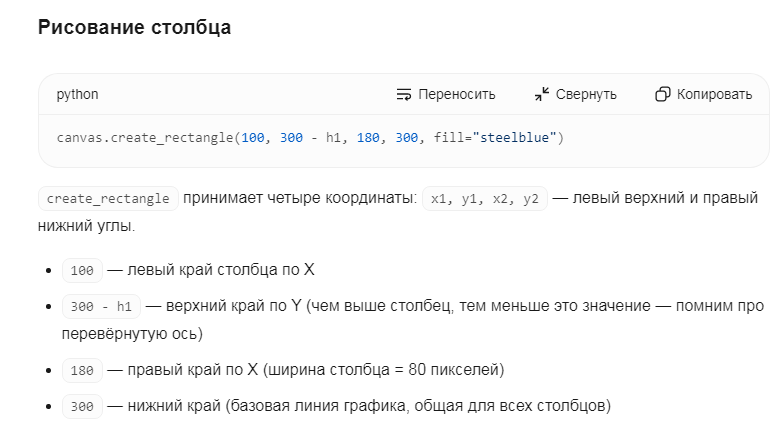 Рисование столбца
python Переносить Свернуть Копировать
canvas.create_rectangle(100, 300 - h1, 180, 300, fill="steelblue")
create_rectangle принимает четыре координаты: x1, y1, x2, y2 — левый верхний и правый
нижний углы.
• 100 — левый край столбца по X
• 300 - h1 — верхний край по Y (чем выше столбец, тем меньше это значение — помним про
перевёрнутую ось)
• 180 — правый край по X (ширина столбца = 80 пикселей)
• 300 — нижний край (базовая линия графика, общая для всех столбцов)